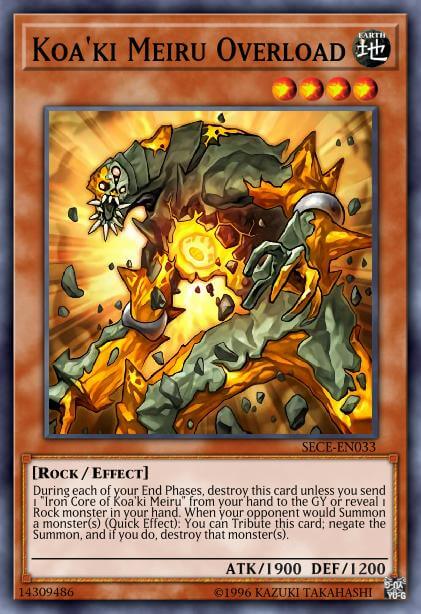 Koa'ki Meiru Overload
EARTH
地
SECE-EN033
[Rock / Effect]
During each of your End Phases, destroy this card unless you send
1 "Iron Core of Koa'ki Meiru" from your hand to the GY or reveal 1
Rock monster in your hand. When your opponent would Summon
a monster(s) (Quick Effect): You can Tribute this card; negate the
Summon, and if you do, destroy that monster(s).
ATK/1900 DEF/1200
14309486
©1996 KAZUKI TAKAHASHI